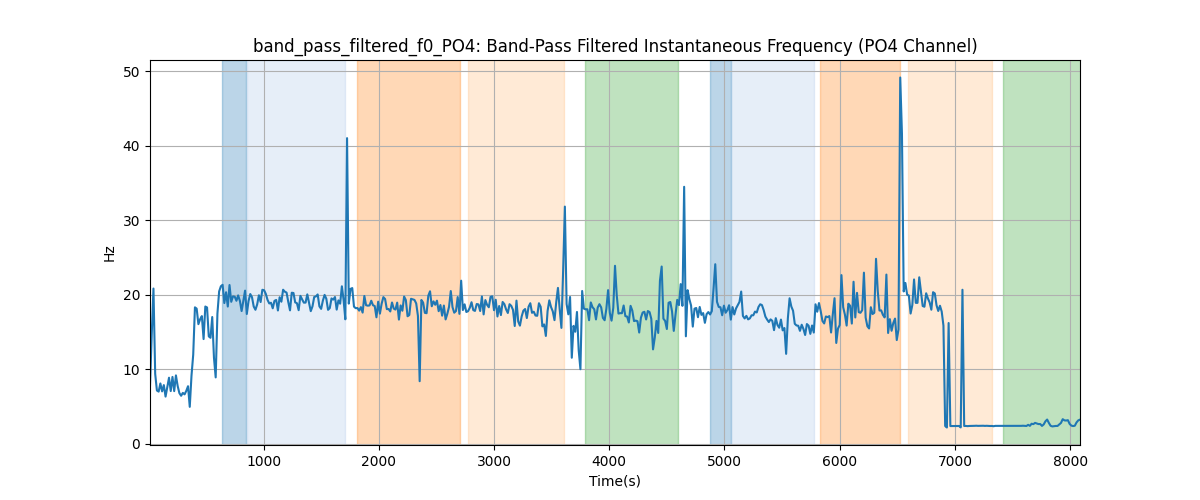 band_pass_filtered_f0_PO4: Band-Pass Filtered Instantaneous Frequency (PO4 Channel)
50
40
30
20
10
0
Hz
1000 2000 3000 4000 5000 6000 7000 8000
Time(s)